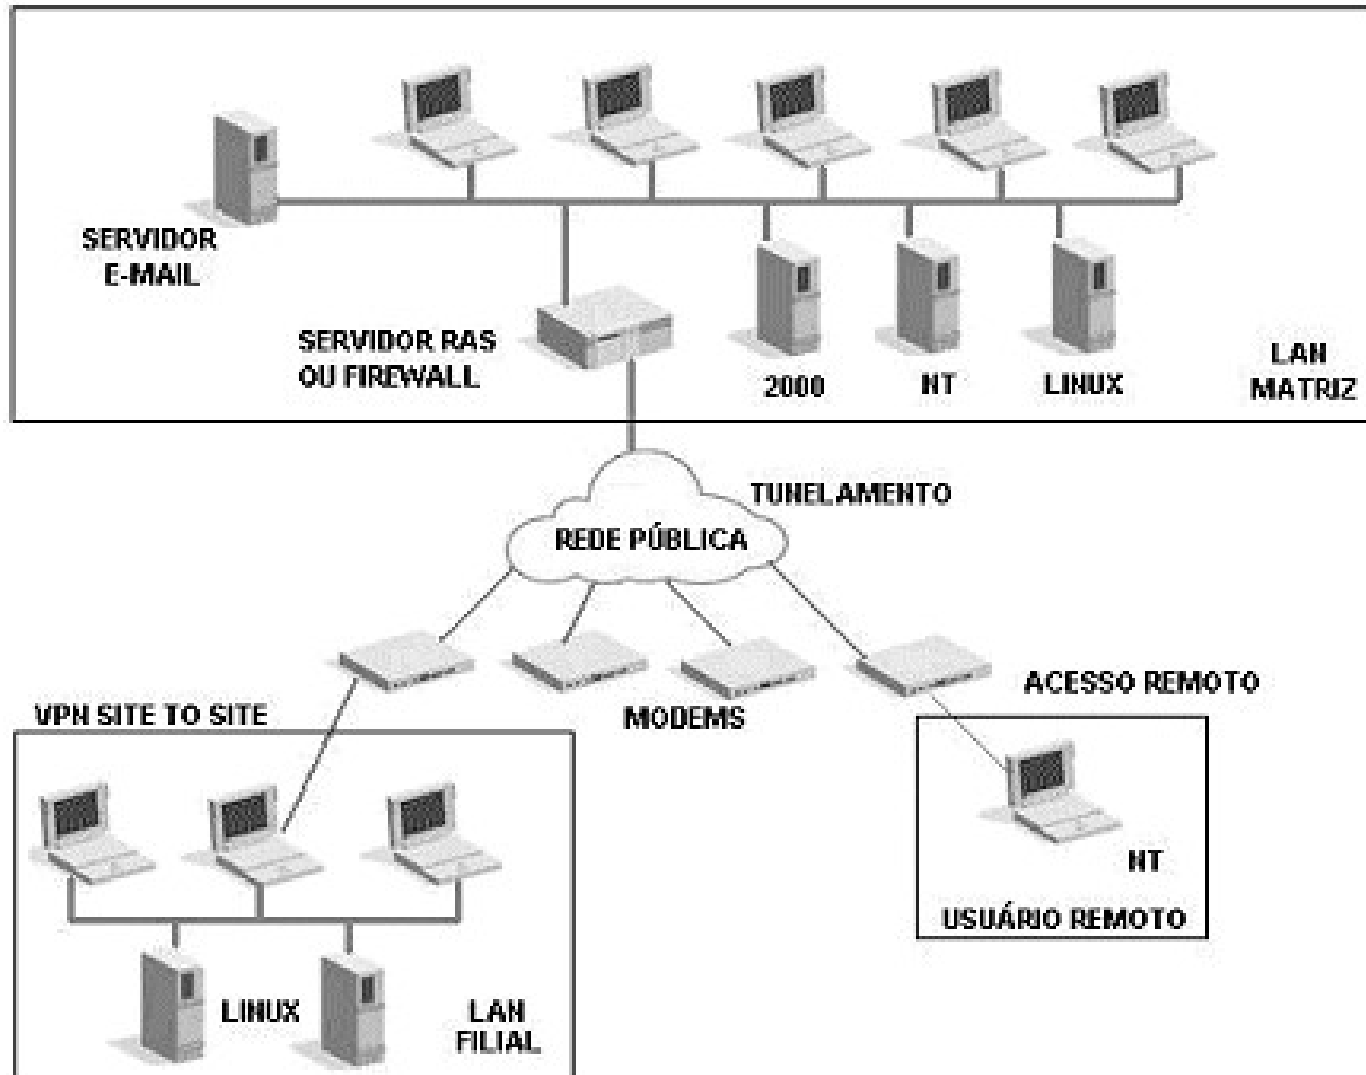 SERVIDOR
E-MAIL
SERVIDOR RAS
OU FIREWALL
2000
NT
LINUX
LAN
MATRIZ
TUNELAMENTO
REDE PÚBLICA
VPN SITE TO SITE
MODEMS
ACESSO REMOTO
NT
USUÁRIO REMOTO
LINUX
LAN
FILIAL